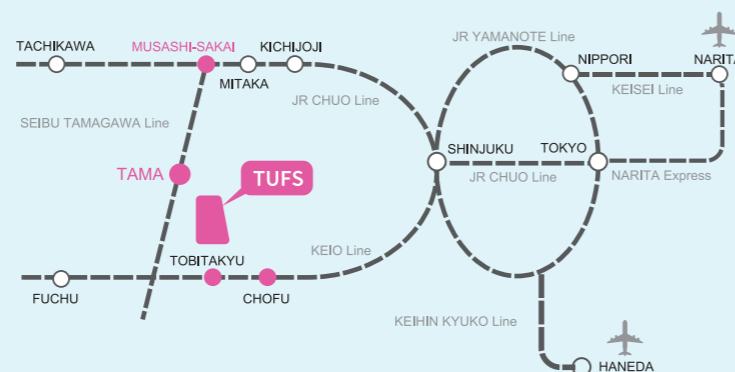 JR YAMANOTE Line
TACHIKAWA
MUSASHI-SAKAI
KICHIJOJI
NIPPORI
NARITA
MITAKA
KEISEI Line
JR CHUO Line
SEIBU TAMAGAWA Line
SHINJUKU
TOKYO
TAMA
TUFS
JR CHUO Line
NARITA Express
KEIO Line
TOBITAKYU
FUCHU
CHOFU
KEIHIN KYUKO Line
HANEDA